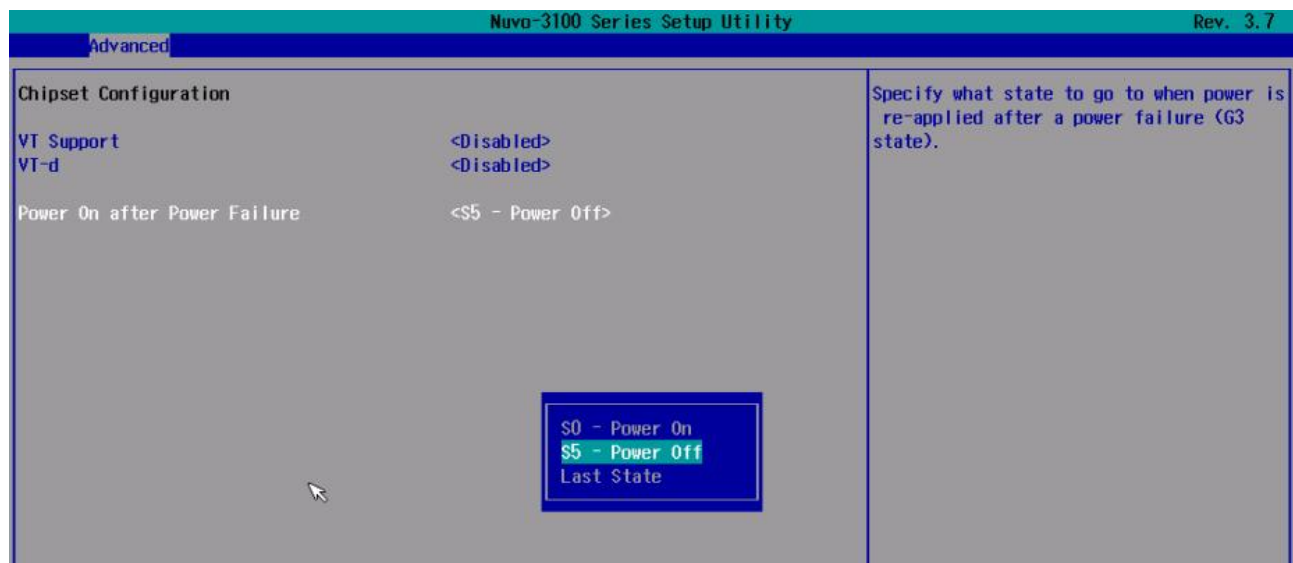 Nuvo-3100 Series Setup Utility Rev. 3.7
Advanced
Chipset Configuration
VT Support <Disabled>
VT-d <Disabled>
Power On after Power Failure <S5 - Power Off>
Specify what state to go to when power is
re-applied after a power failure (G3
state).
S0 - Power On
S5 - Power Off
Last State